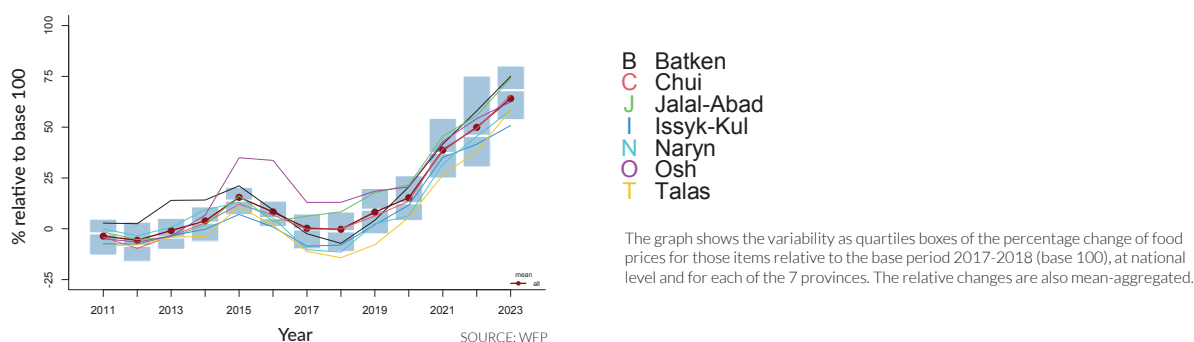 % relative to base 100
100
75
50
25
0
-25
2011
2013
2015
2017
2019
2021
2023
Year
mean
all
SOURCE: WFP
B Batken
C Chui
J Jalal-Abad
I Issyk-Kul
N Naryn
O Osh
T Talas
The graph shows the variability as quartiles boxes of the percentage change of food
prices for those items relative to the base period 2017-2018 (base 100), at national
level and for each of the 7 provinces. The relative changes are also mean-aggregated.